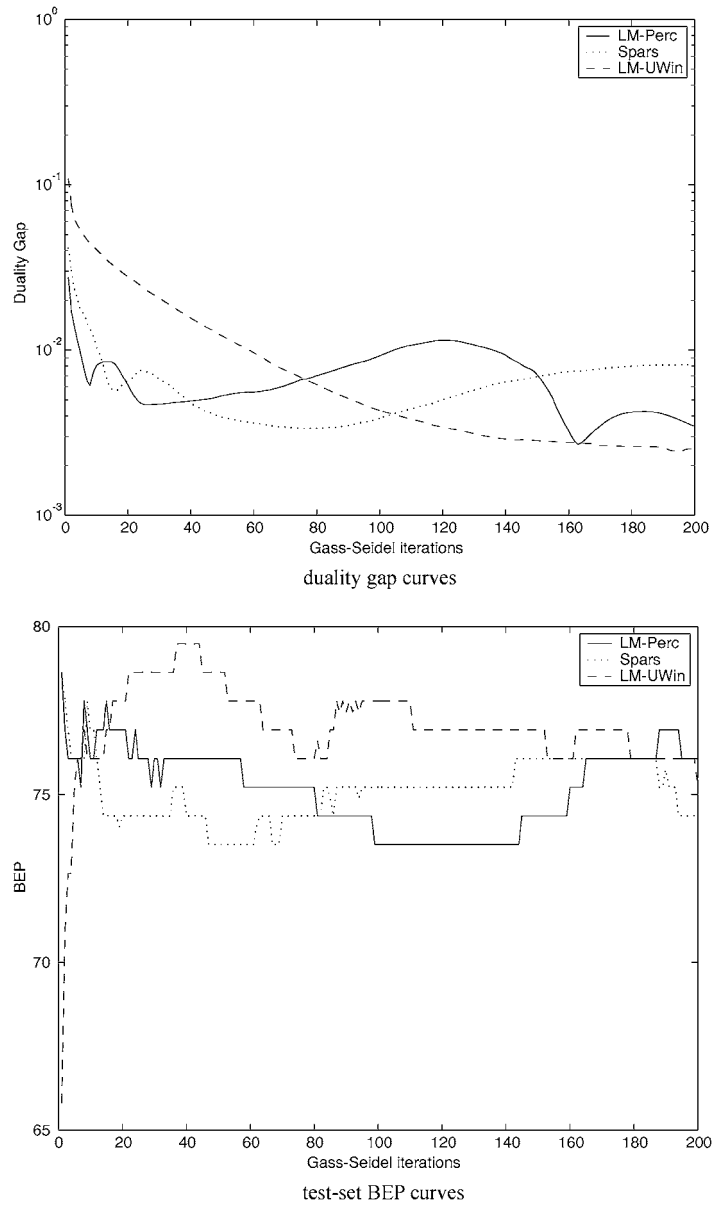 10^0
LM-Perc
Spars
LM-UWin
10^-1
Duality Gap
10^-2
10^-3
0 20 40 60 80 100 120 140 160 180 200
Gass-Seidel iterations
duality gap curves
80
LM-Perc
Spars
LM-UWin
75
BEP
70
65
0 20 40 60 80 100 120 140 160 180 200
Gass-Seidel iterations
test-set BEP curves